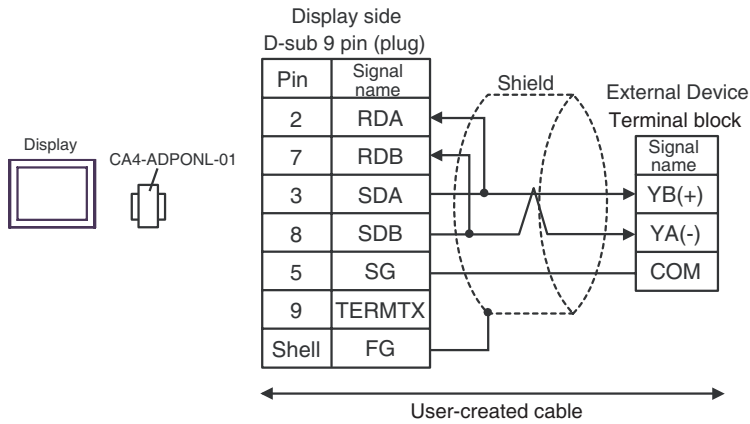 Display side
D-sub 9 pin (plug)
Display
CA4-ADPONL-01
Pin Signal name
2 RDA
7 RDB
3 SDA
8 SDB
5 SG
9 TERMTX
Shell FG
Shield
External Device
Terminal block
Signal name
YB(+)
YA(-)
COM
User-created cable